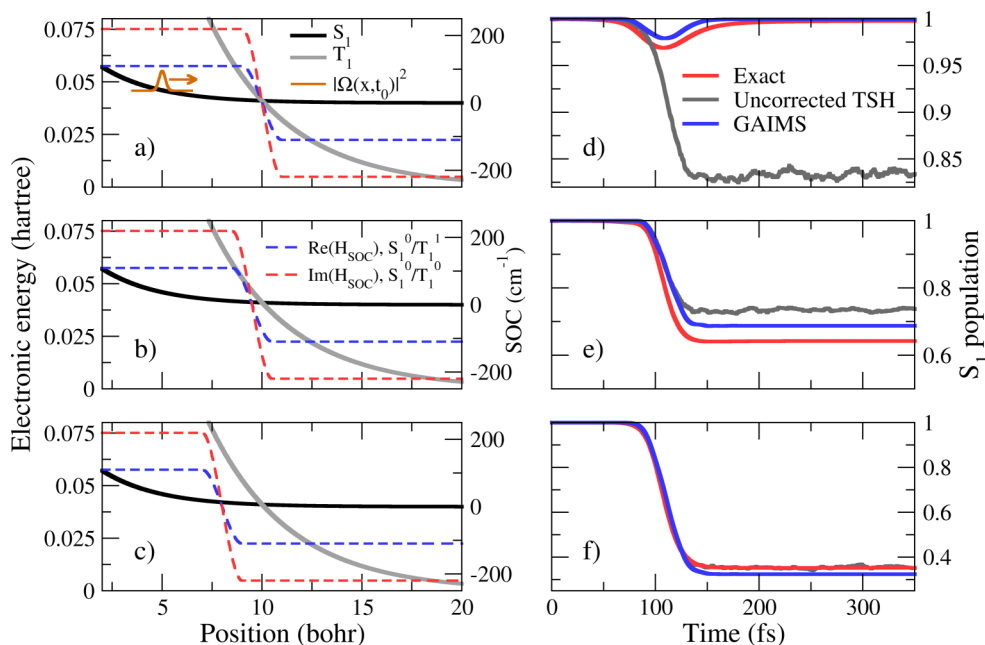 Electronic energy (hartree)
0.075
0.05
0.025
0
S₁
T₁
|Ω(x,t₀)|²
a)
200
100
0
-100
-200
0.075
0.05
0.025
0
Re(H_SOC), S₁⁰/T₁¹
Im(H_SOC), S₁⁰/T₁⁰
b)
200
100
0
-100
-200
SOC (cm⁻¹)
0.075
0.05
0.025
0
c)
200
100
0
-100
-200
5
10
15
20
Position (bohr)
d)
Exact
Uncorrected TSH
GAIMS
1
0.95
0.9
0.85
e)
1
0.8
0.6
S₁ population
f)
1
0.8
0.6
0.4
0
100
200
300
Time (fs)